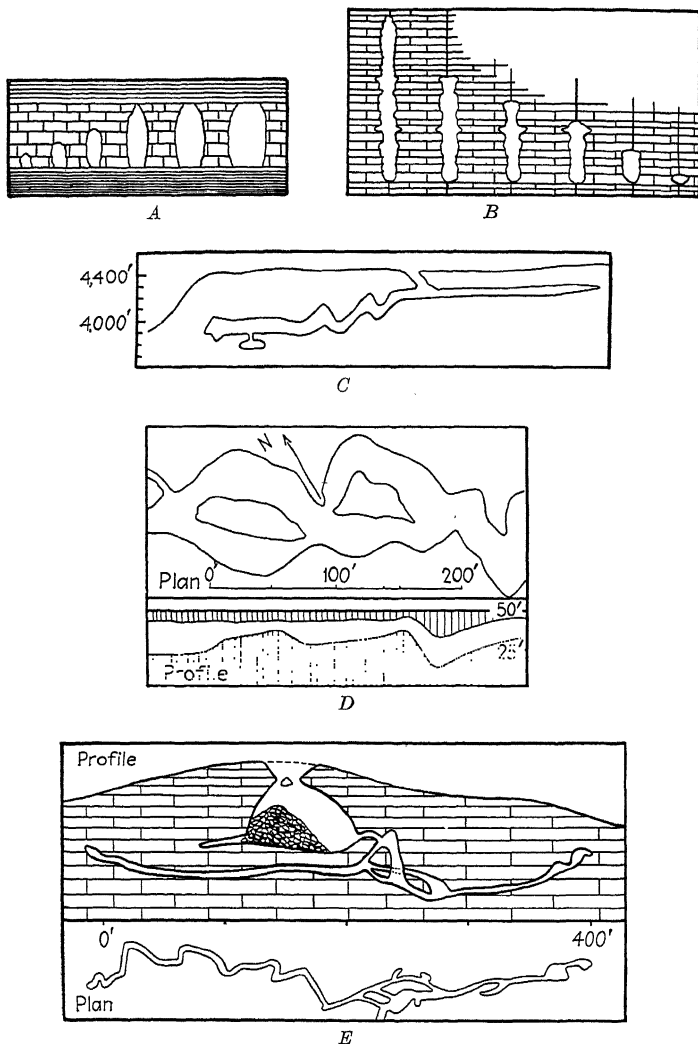 A
B
4,400'
4,000'
C
N
Plan
0'
100'
200'
50'
25'
Profile
D
Profile
0'
400'
Plan
E